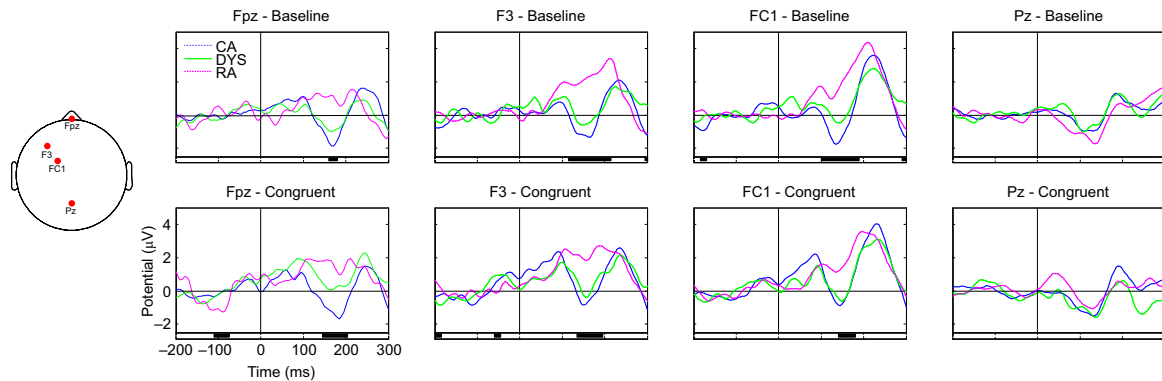 Fpz - Baseline
F3 - Baseline
FC1 - Baseline
Pz - Baseline
CA
DYS
RA
Fpz
F3
FC1
Pz
Fpz - Congruent
F3 - Congruent
FC1 - Congruent
Pz - Congruent
Potential (μV)
4
2
0
−2
−200 −100 0 100 200 300
Time (ms)